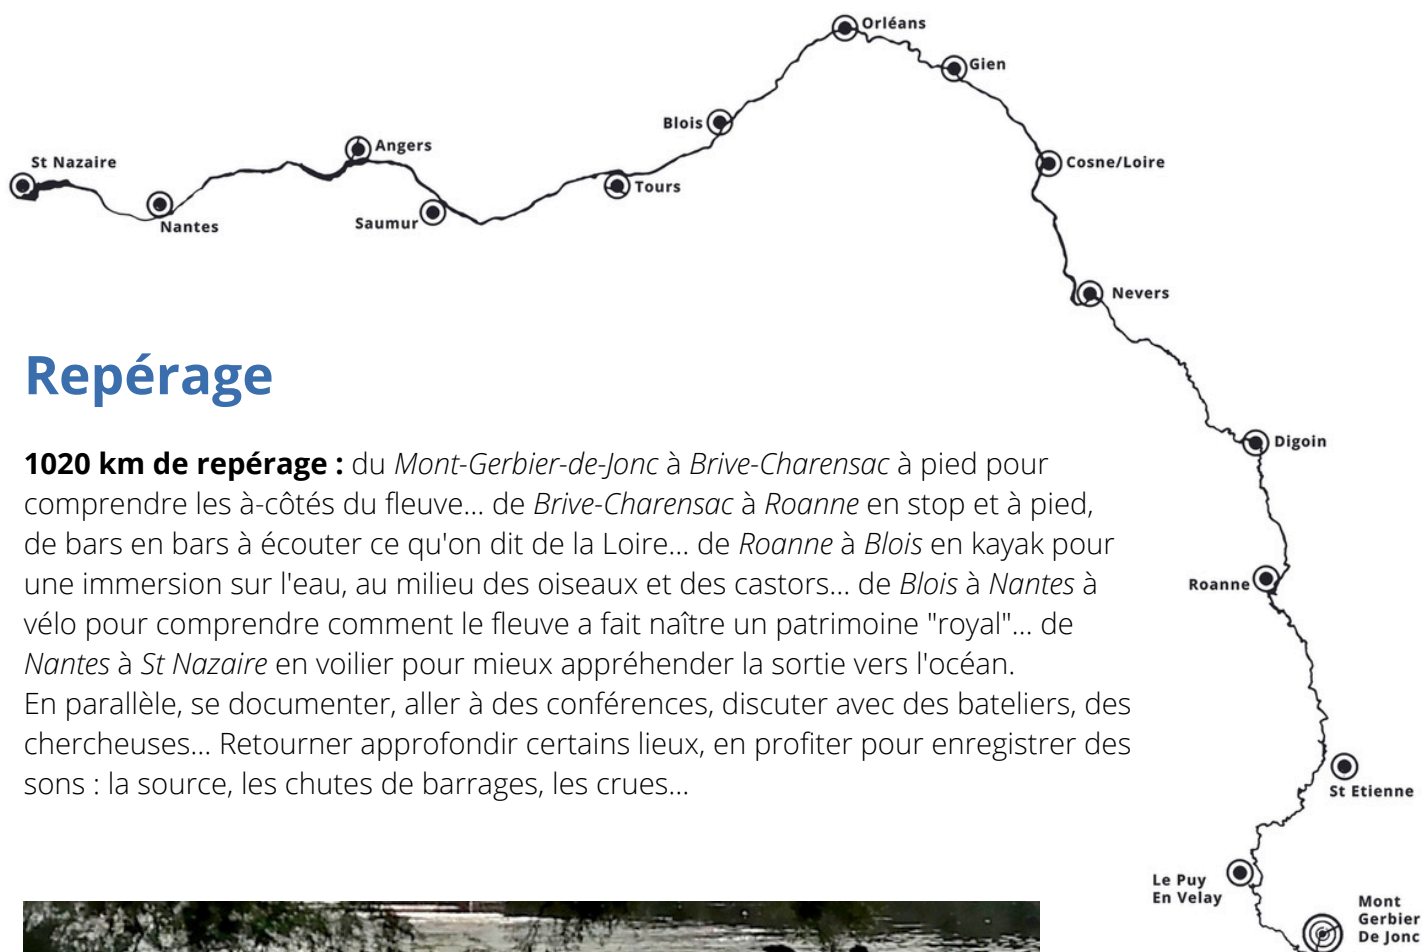 Orléans
Gien
Blois
Angers
St Nazaire
Cosne/Loire
Tours
Saumur
Nantes
Nevers
Repérage
Digoin
1020 km de repérage : du Mont-Gerbier-de-Jonc à Brive-Charensac à pied pour
comprendre les à-côtés du fleuve... de Brive-Charensac à Roanne en stop et à pied,
de bars en bars à écouter ce qu'on dit de la Loire... de Roanne à Blois en kayak pour
une immersion sur l'eau, au milieu des oiseaux et des castors... de Blois à Nantes à
vélo pour comprendre comment le fleuve a fait naître un patrimoine "royal"... de
Nantes à St Nazaire en voilier pour mieux appréhender la sortie vers l'océan.
En parallèle, se documenter, aller à des conférences, discuter avec des bateliers, des
chercheuses... Retourner approfondir certains lieux, en profiter pour enregistrer des
sons : la source, les chutes de barrages, les crues...
Roanne
St Etienne
Le Puy
En Velay
Mont
Gerbier
De Jonc